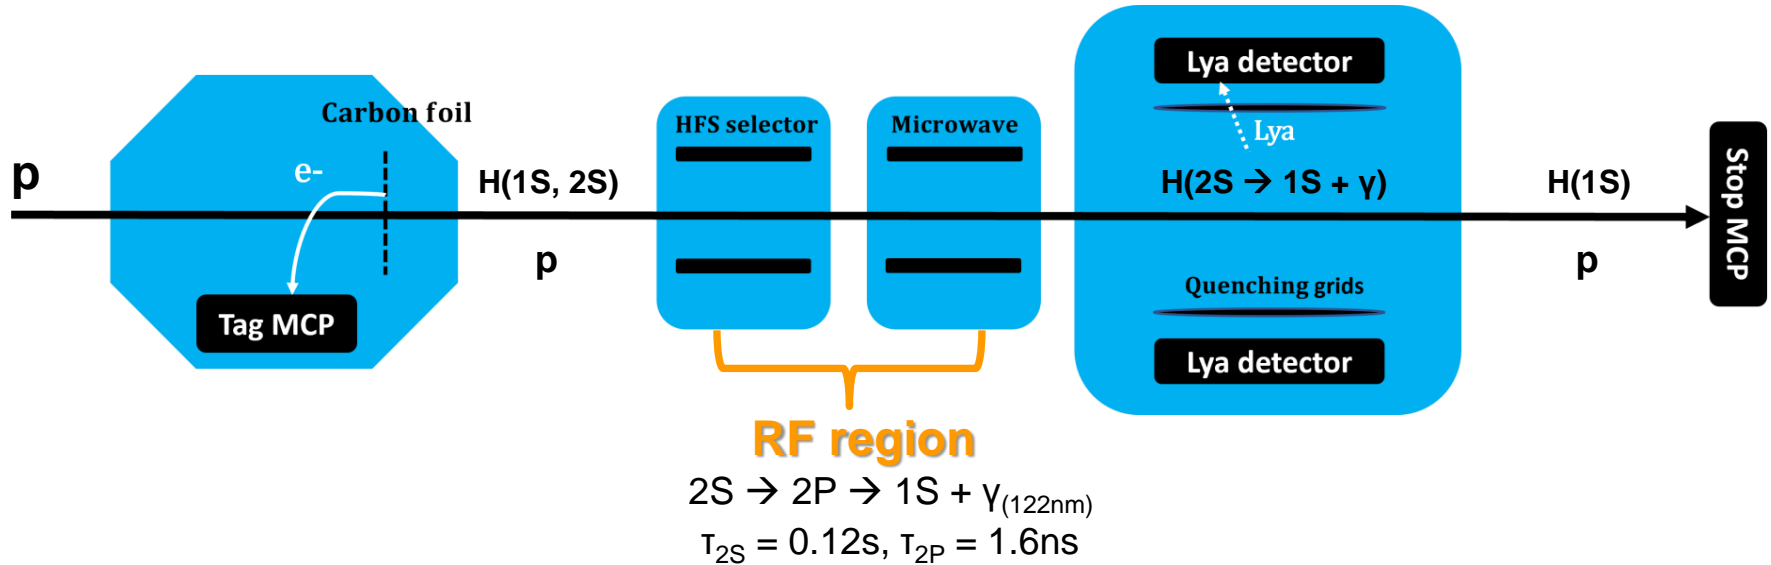 p
Carbon foil
e-
Tag MCP
H(1S, 2S)
p
HFS selector
Microwave
RF region
2S → 2P → 1S + γ(122nm)
τ2S = 0.12s, τ2P = 1.6ns
Lya detector
Lya
H(2S → 1S + γ)
Quenching grids
Lya detector
H(1S)
p
Stop MCP